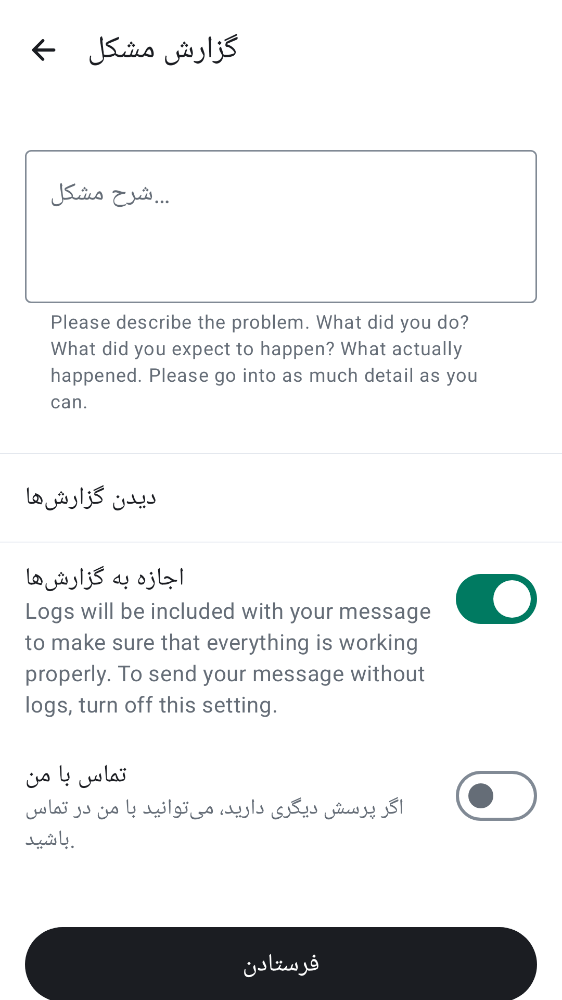 گزارش مشکل
شرح مشکل...
Please describe the problem. What did you do?
What did you expect to happen? What actually
happened. Please go into as much detail as you
can.
دیدن گزارش‌ها
اجازه به گزارش‌ها
Logs will be included with your message
to make sure that everything is working
properly. To send your message without
logs, turn off this setting.
تماس با من
اگر پرسش دیگری دارید، می‌توانید با من در تماس
باشید.
فرستادن